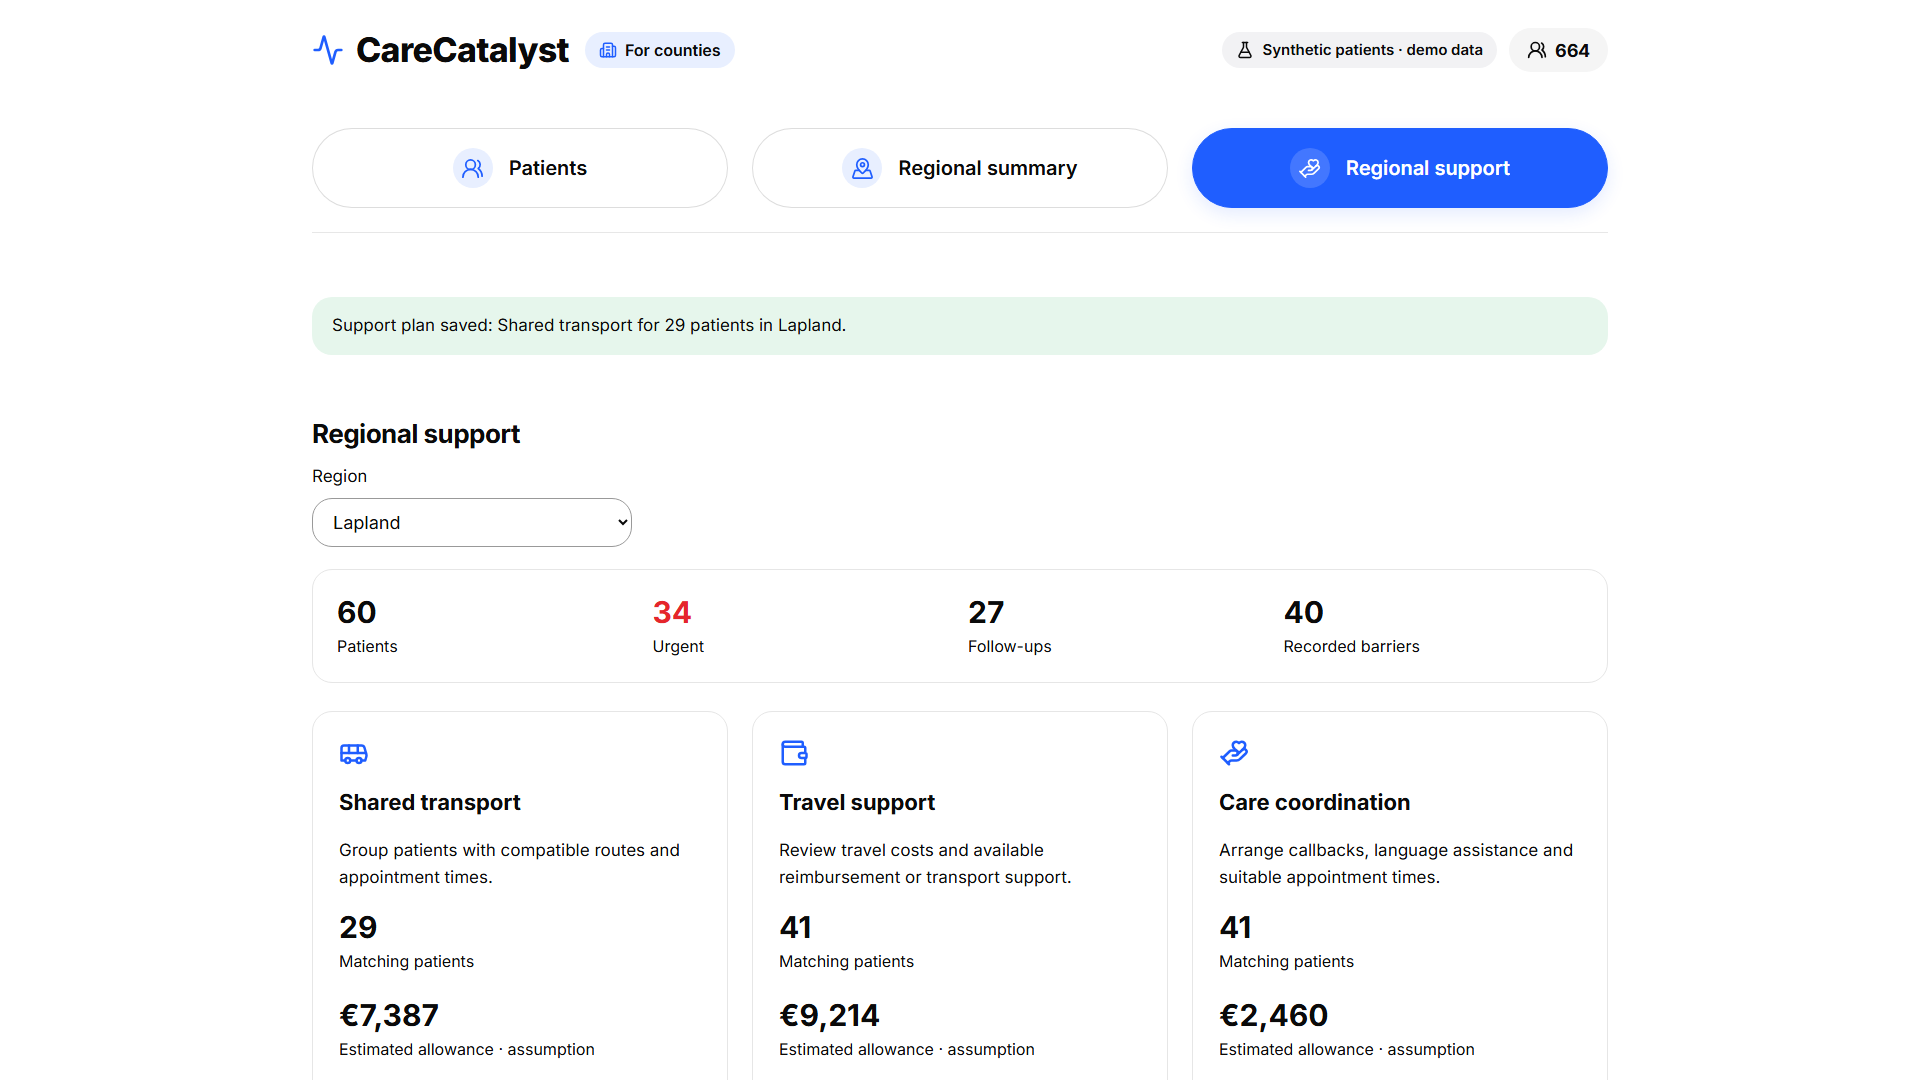 CareCatalyst
For counties
Synthetic patients · demo data
664
Patients
Regional summary
Regional support
Support plan saved: Shared transport for 29 patients in Lapland.
Regional support
Region
Lapland
60
Patients
34
Urgent
27
Follow-ups
40
Recorded barriers
Shared transport
Group patients with compatible routes and
appointment times.
29
Matching patients
€7,387
Estimated allowance · assumption
Travel support
Review travel costs and available
reimbursement or transport support.
41
Matching patients
€9,214
Estimated allowance · assumption
Care coordination
Arrange callbacks, language assistance and
suitable appointment times.
41
Matching patients
€2,460
Estimated allowance · assumption